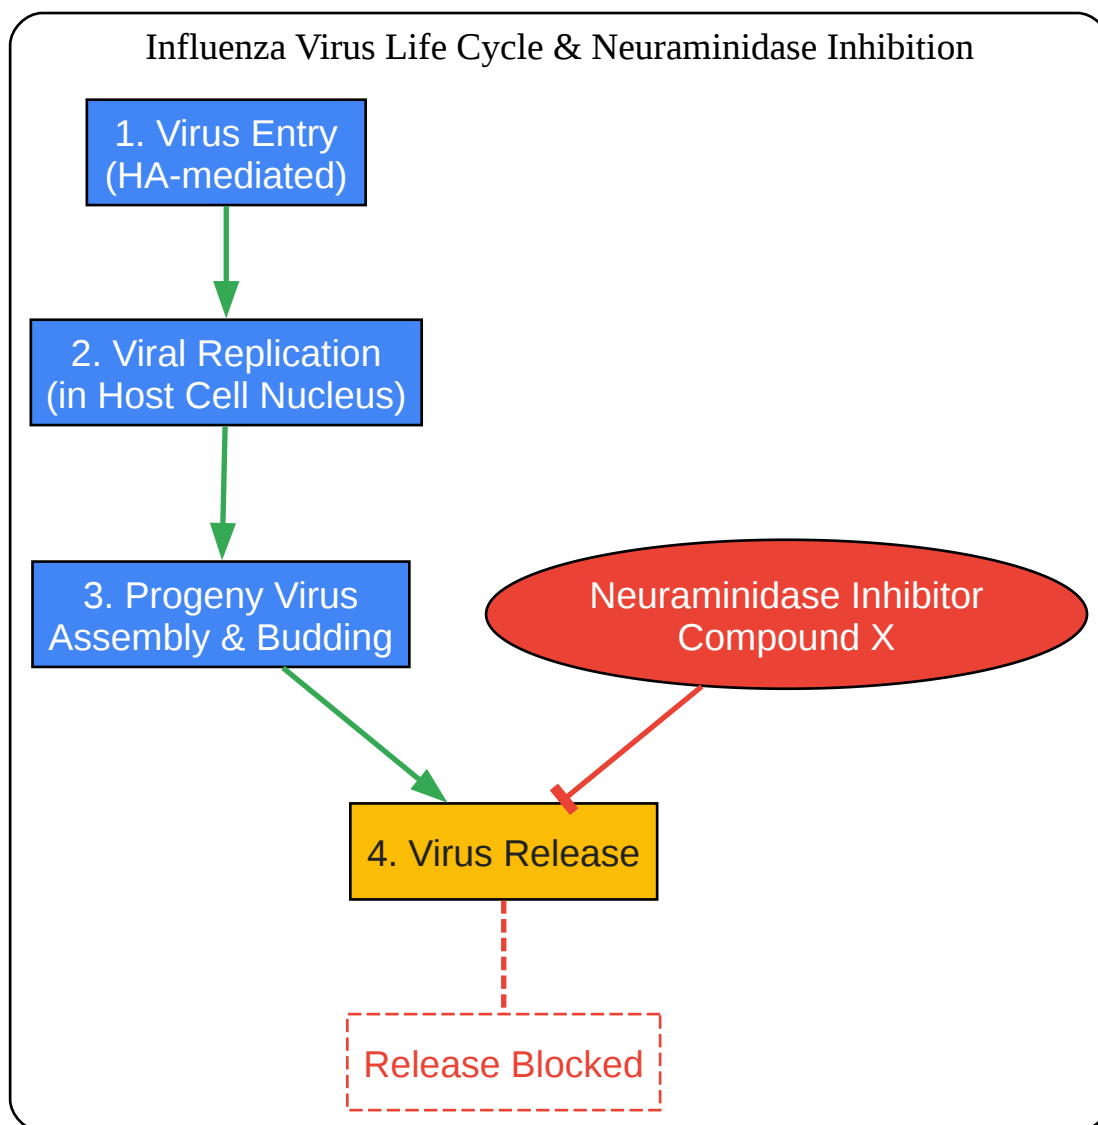 Influenza Virus Life Cycle & Neuraminidase Inhibition
1. Virus Entry
(HA-mediated)
2. Viral Replication
(in Host Cell Nucleus)
3. Progeny Virus
Assembly & Budding
Neuraminidase Inhibitor
Compound X
4. Virus Release
Release Blocked